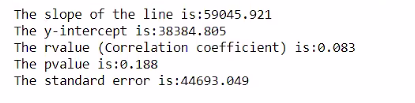 The slope of the line is:59045.921
The y-intercept is:38384.805
The rvalue (Correlation coefficient) is:0.083
The pvalue is:0.188
The standard error is:44693.049